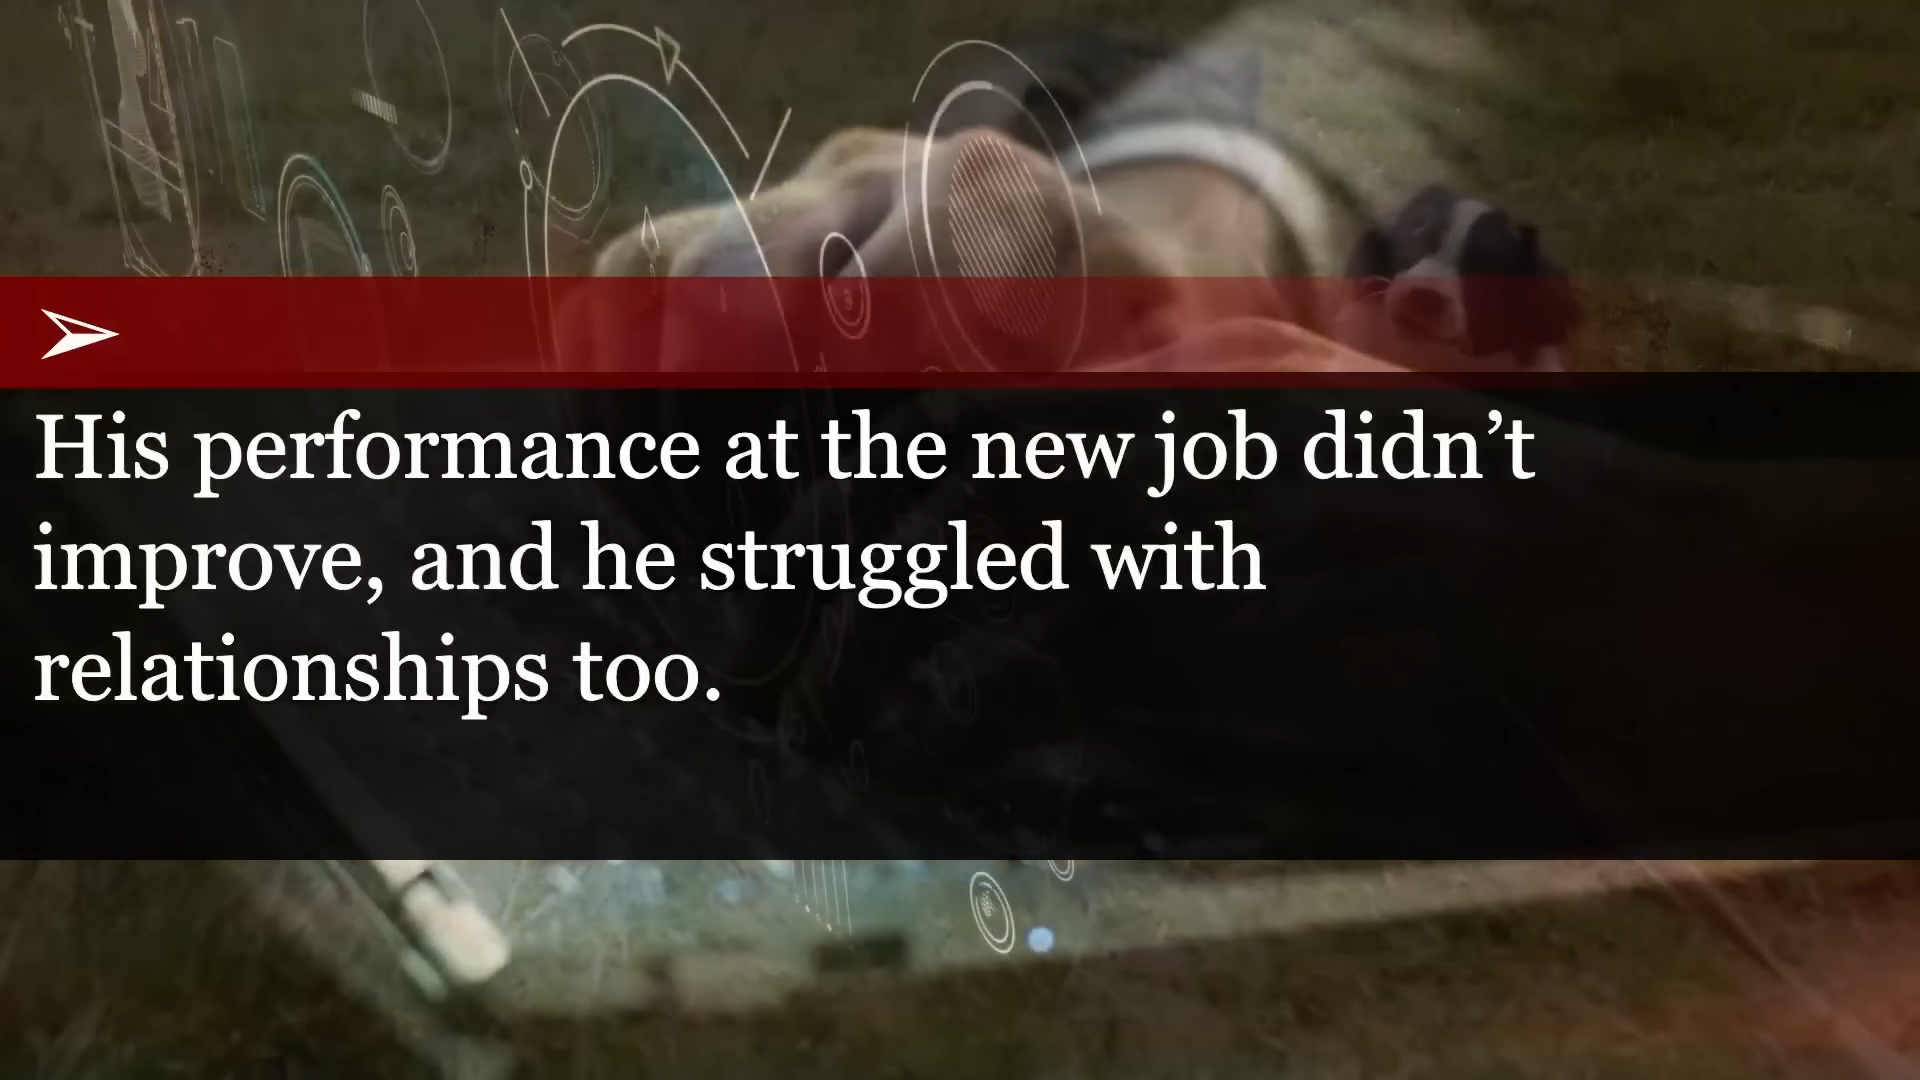 His performance at the new job didn’t
improve, and he struggled with
relationships too.